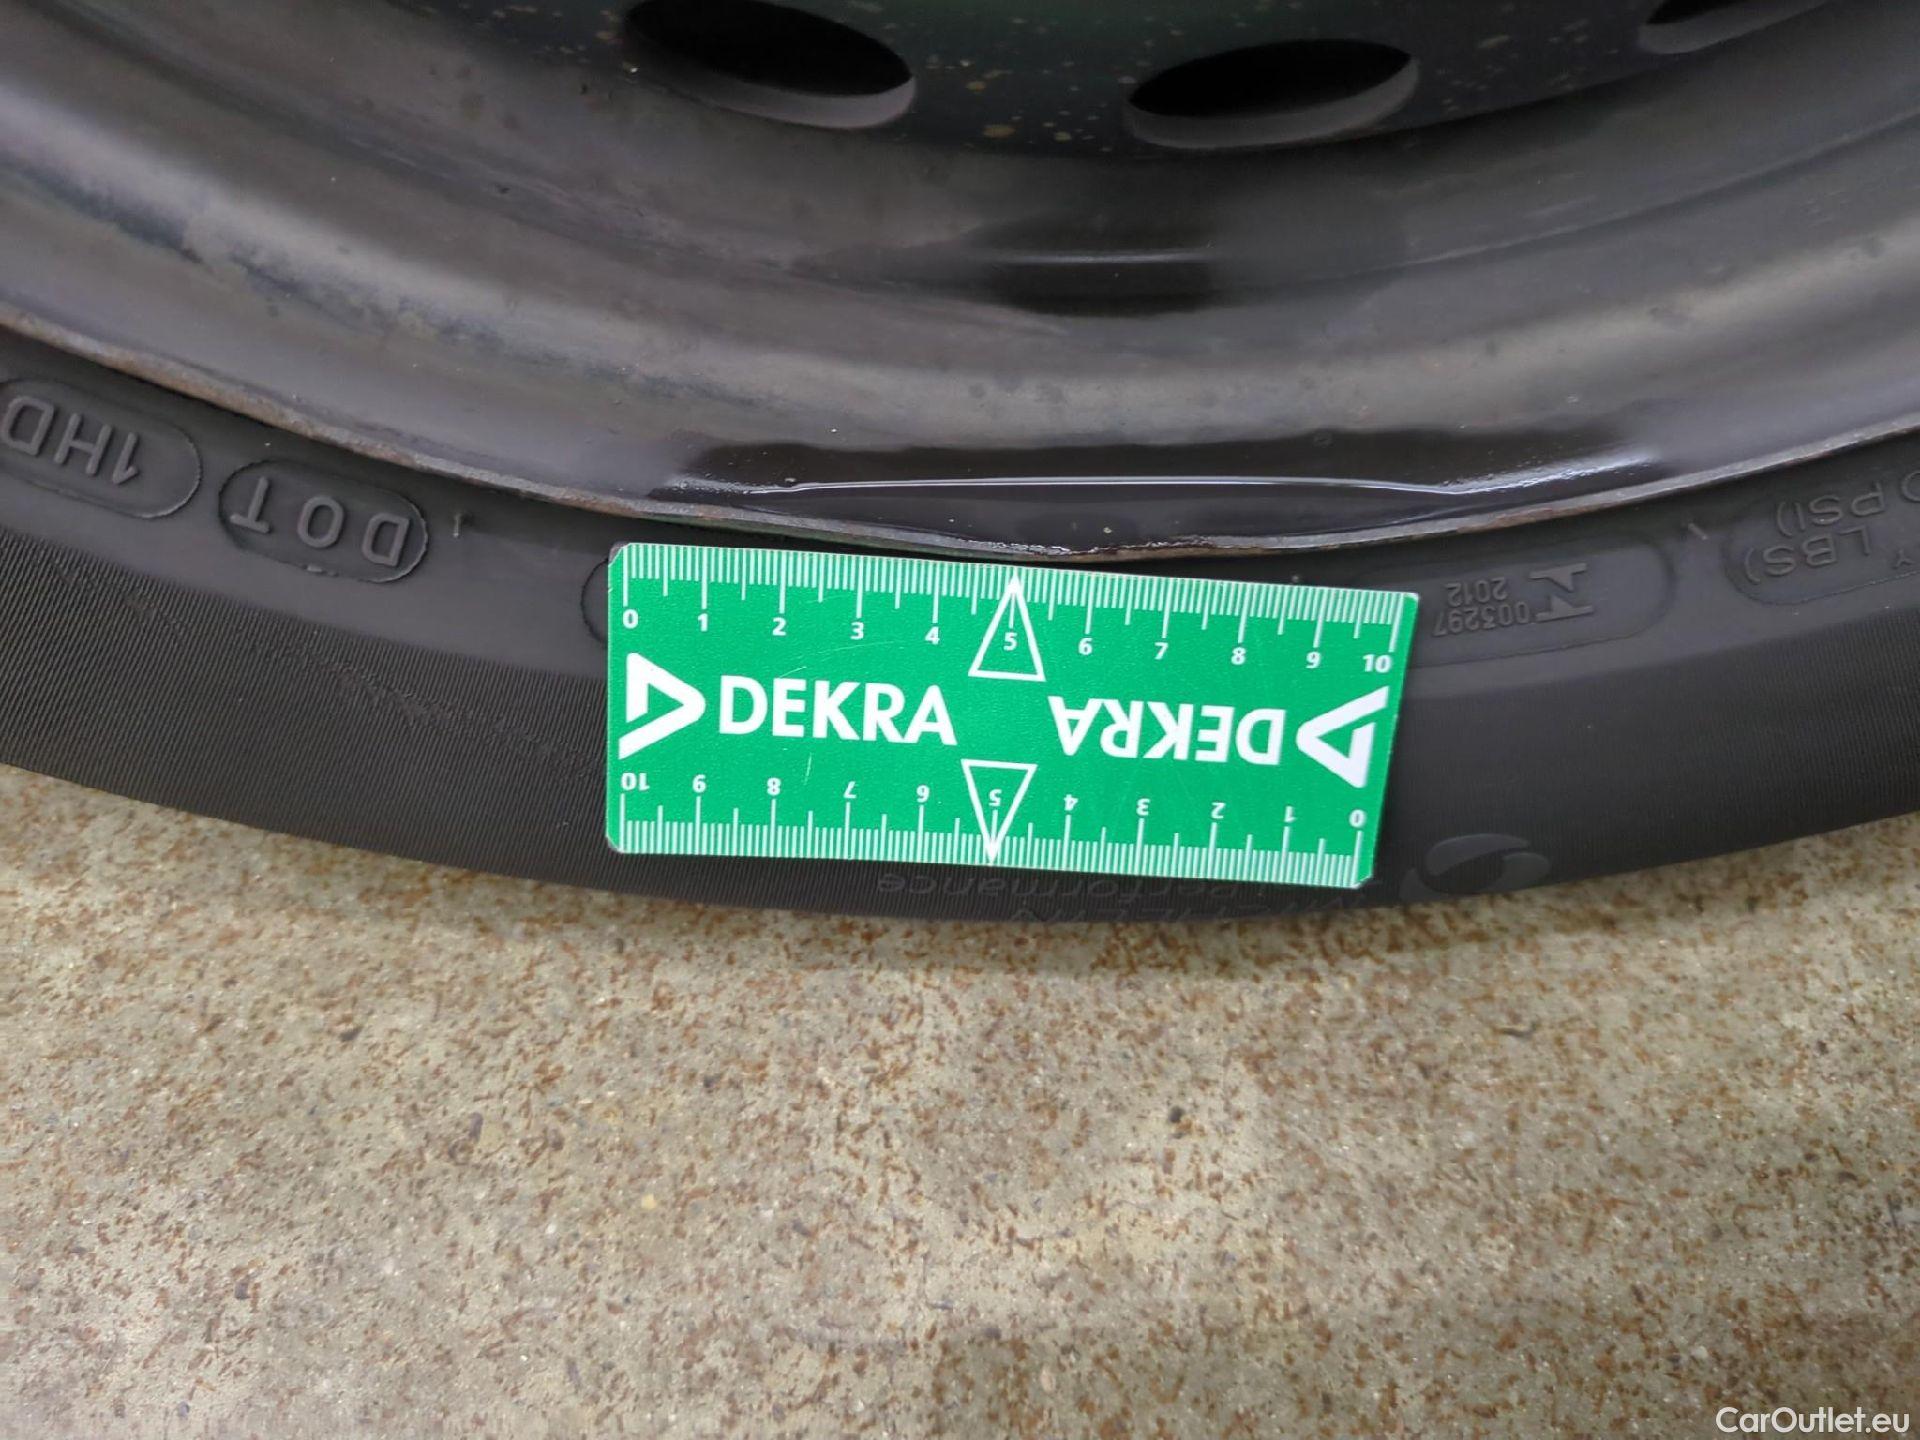 1HD
DOT
0 1 2 3 4 5 6 7 8 9 10
DEKRA
DEKRA
10 9 8 7 6 5 4 3 2 1 0
N
003297
2012
LBS)
PSI)
Performance
CarOutlet.eu